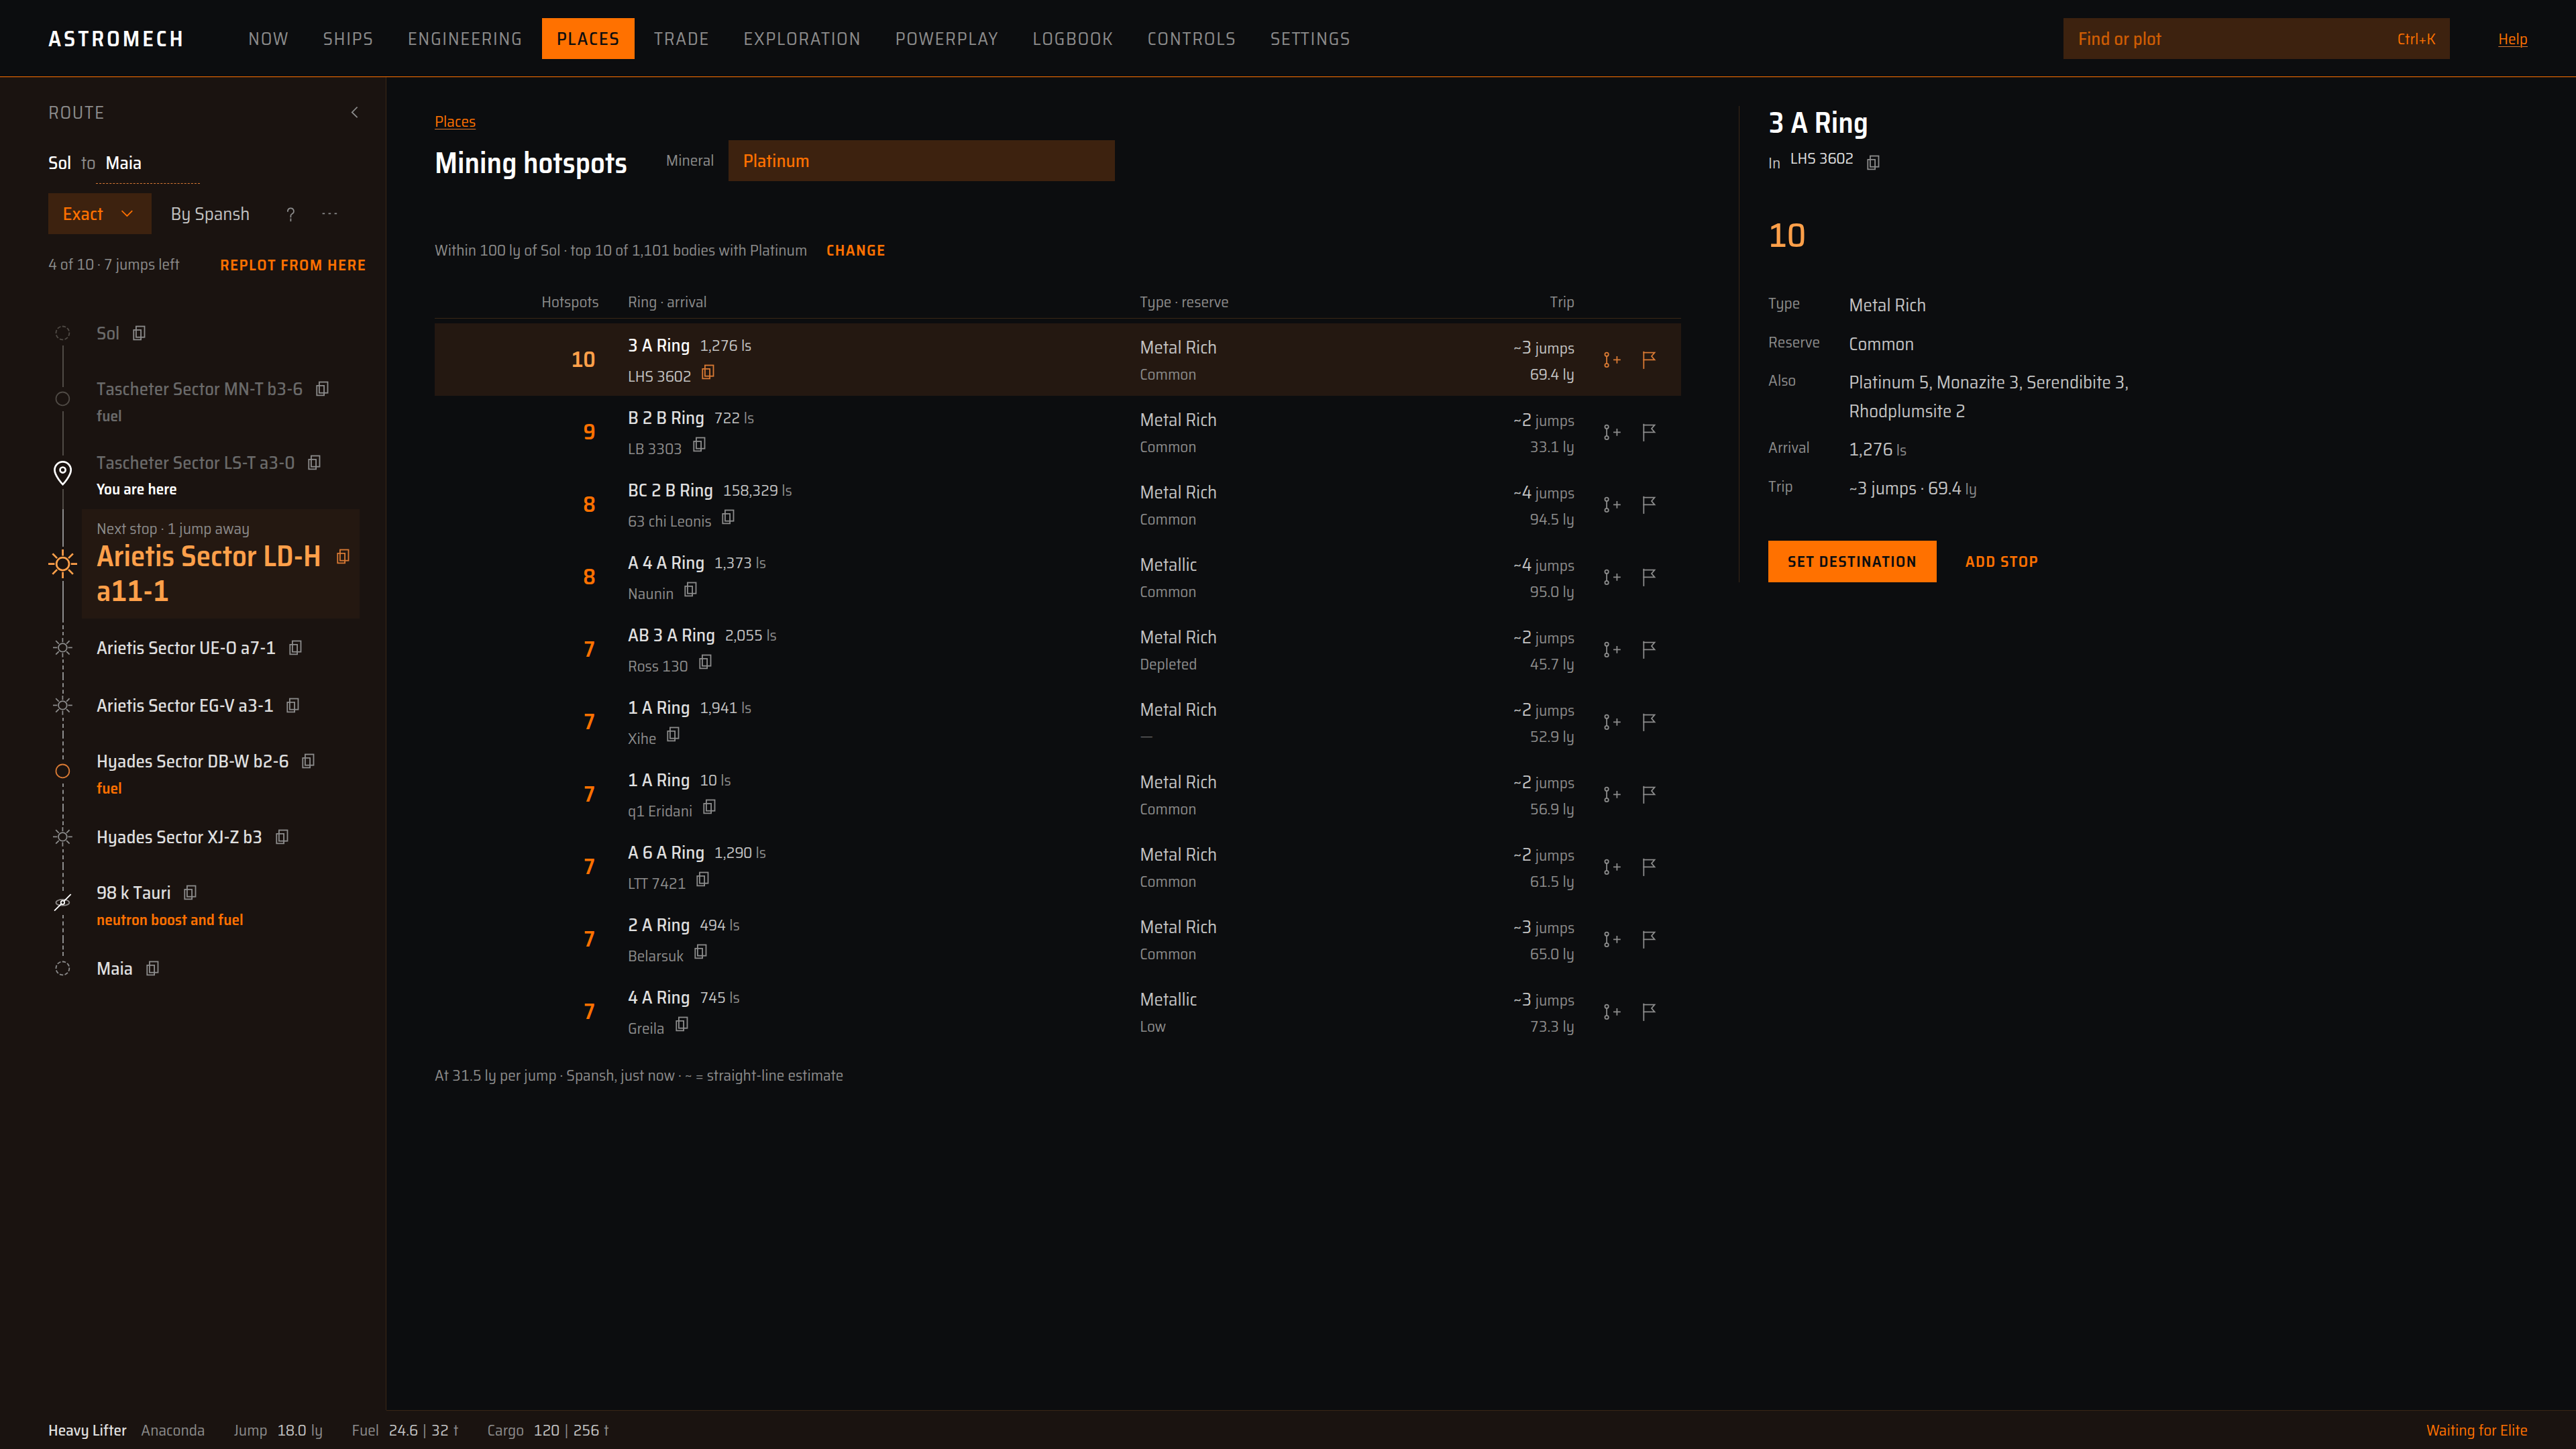 ASTROMECH NOW SHIPS ENGINEERING PLACES TRADE EXPLORATION POWERPLAY LOGBOOK CONTROLS SETTINGS Find or plot Ctrl+K Help
ROUTE
Sol to Maia
Exact By Spansh ? ---
4 of 10 · 7 jumps left REPLOT FROM HERE
Sol
Tascheter Sector MN-T b3-6
fuel
Tascheter Sector LS-T a3-0
You are here
Next stop · 1 jump away
Arietis Sector LD-H
a11-1
Arietis Sector UE-O a7-1
Arietis Sector EG-V a3-1
Hyades Sector DB-W b2-6
fuel
Hyades Sector XJ-Z b3
98 k Tauri
neutron boost and fuel
Maia
Places
Mining hotspots Mineral Platinum
Within 100 ly of Sol · top 10 of 1,101 bodies with Platinum CHANGE
Hotspots Ring · arrival Type · reserve Trip
10 3 A Ring 1,276 ls Metal Rich ~3 jumps
LHS 3602 Common 69.4 ly
9 B 2 B Ring 722 ls Metal Rich ~2 jumps
LB 3303 Common 33.1 ly
8 BC 2 B Ring 158,329 ls Metal Rich ~4 jumps
63 chi Leonis Common 94.5 ly
8 A 4 A Ring 1,373 ls Metallic ~4 jumps
Naunin Common 95.0 ly
7 AB 3 A Ring 2,055 ls Metal Rich ~2 jumps
Ross 130 Depleted 45.7 ly
7 1 A Ring 1,941 ls Metal Rich ~2 jumps
Xihe — 52.9 ly
7 1 A Ring 10 ls Metal Rich ~2 jumps
q1 Eridani Common 56.9 ly
7 A 6 A Ring 1,290 ls Metal Rich ~2 jumps
LTT 7421 Common 61.5 ly
7 2 A Ring 494 ls Metal Rich ~3 jumps
Belarsuk Common 65.0 ly
7 4 A Ring 745 ls Metallic ~3 jumps
Greila Low 73.3 ly
At 31.5 ly per jump · Spansh, just now · ~ = straight-line estimate
3 A Ring
In LHS 3602
10
Type Metal Rich
Reserve Common
Also Platinum 5, Monazite 3, Serendibite 3,
Rhodplumsite 2
Arrival 1,276 ls
Trip ~3 jumps · 69.4 ly
SET DESTINATION ADD STOP
Heavy Lifter Anaconda Jump 18.0 ly Fuel 24.6 | 32 t Cargo 120 | 256 t Waiting for Elite